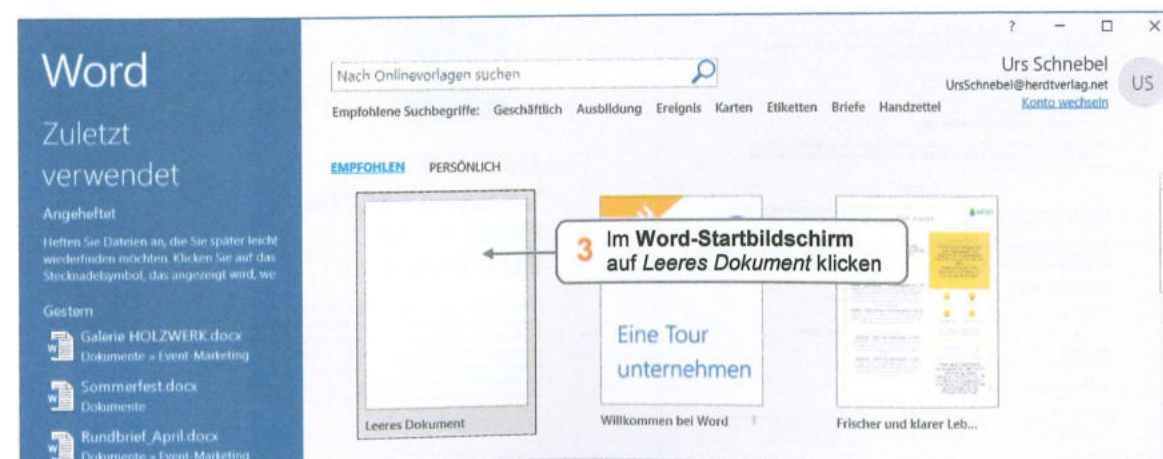 ? — □ ×
Word
Zuletzt
verwendet
Angeheftet
Heften Sie Dateien an, die Sie später leicht
wiederfinden möchten. Klicken Sie auf das
Stecknadelsymbol, das angezeigt wird, we
Gestern
Galerie HOLZWERK.docx
Dokumente » Event-Marketing
Sommerfest.docx
Dokumente
Rundbrief_April.docx
Dokumente » Event-Marketing
Nach Onlinevorlagen suchen
Urs Schnebel
UrsSchnebel@herdtverlag.net
Konto wechseln
US
Empfohlene Suchbegriffe: Geschäftlich Ausbildung Ereignis Karten Etiketten Briefe Handzettel
EMPFOHLEN PERSÖNLICH
3 Im Word-Startbildschirm
auf Leeres Dokument klicken
Eine Tour
unternehmen
Leeres Dokument
Willkommen bei Word
Frischer und klarer Leb...